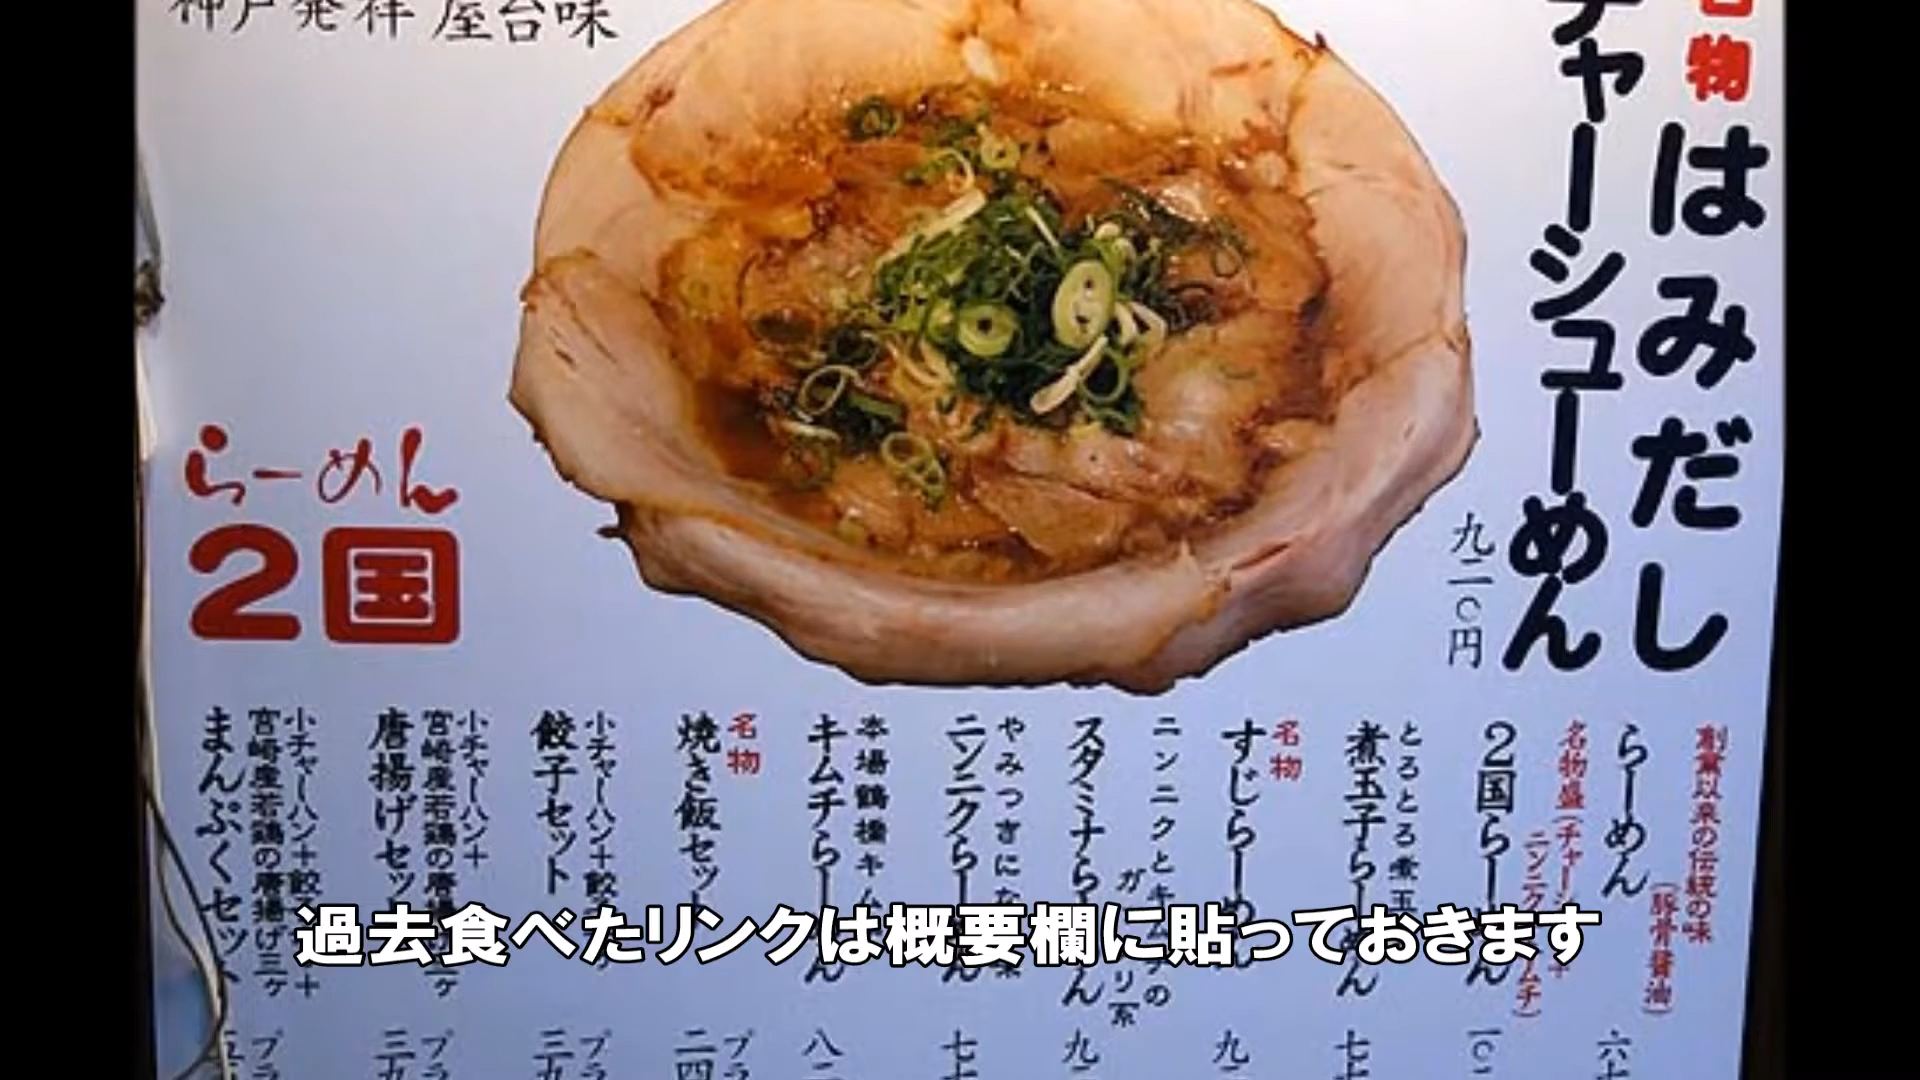 神戸発祥 屋台味
名物
はみだし
チャーシューめん
九二〇円
らーめん
2国
創業以来の伝統の味
(豚骨醤油)
らーめん
名物盛(チャーシュー+
ニンニク
ムチ)
2国らーめん
とろとろ煮玉
煮玉子らーめん
名物
すじらーめん
ニンニクとキムチの
ガ
リ系
スタミナらーめん
やみつきにな
ニンニクらーめん
本場鶴橋キム
キムチらーめん
名物
焼き飯セット
小チャーハン+餃子
餃子セット
小チャーハン+
宮崎産若鶏の唐揚げ三ヶ
唐揚げセット
小チャーハン+餃子+
宮崎産若鶏の唐揚げ三ヶ
まんぷくセット
過去食べたリンクは概要欄に貼っておきます